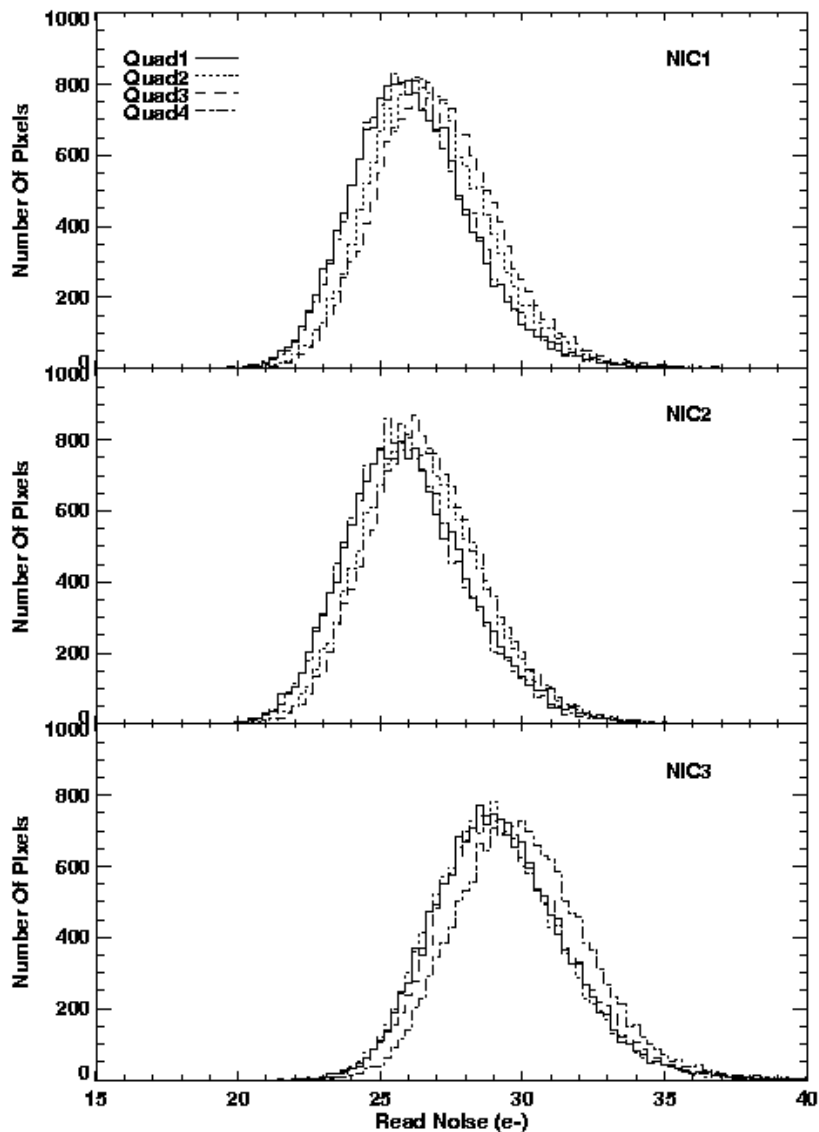 1000
NIC1
Quad1
Quad2
Quad3
Quad4
800
600
400
200
0
Number Of Pixels
1000
NIC2
800
600
400
200
0
Number Of Pixels
1000
NIC3
800
600
400
200
0
Number Of Pixels
15 20 25 30 35 40
Read Noise (e-)